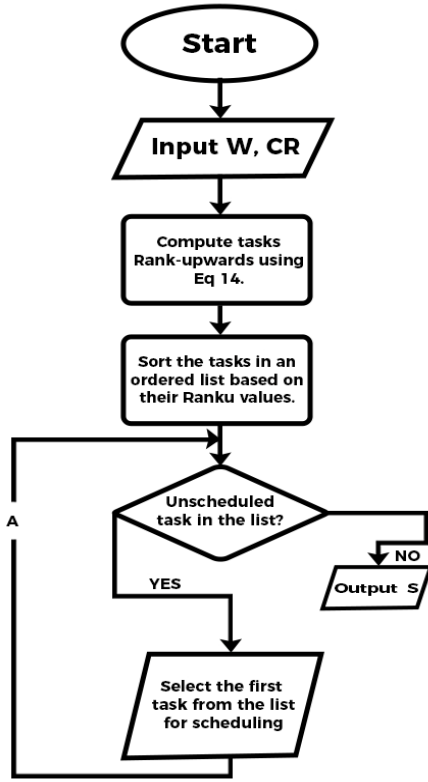 Start
Input W, CR
Compute tasks
Rank-upwards using
Eq 14.
Sort the tasks in an
ordered list based on
their Ranku values.
A
Unscheduled
task in the list?
NO
Output S
YES
Select the first
task from the list
for scheduling